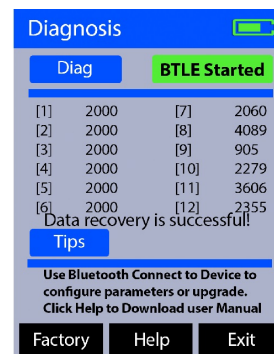 Diagnosis
Diag BTLE Started
[1] 2000 [7] 2060
[2] 2000 [8] 4089
[3] 2000 [9] 905
[4] 2000 [10] 2279
[5] 2000 [11] 3606
[6] 2000 [12] 2355
Data recovery is successful!
Tips
Use Bluetooth Connect to Device to
configure parameters or upgrade.
Click Help to Download user Manual
Factory Help Exit